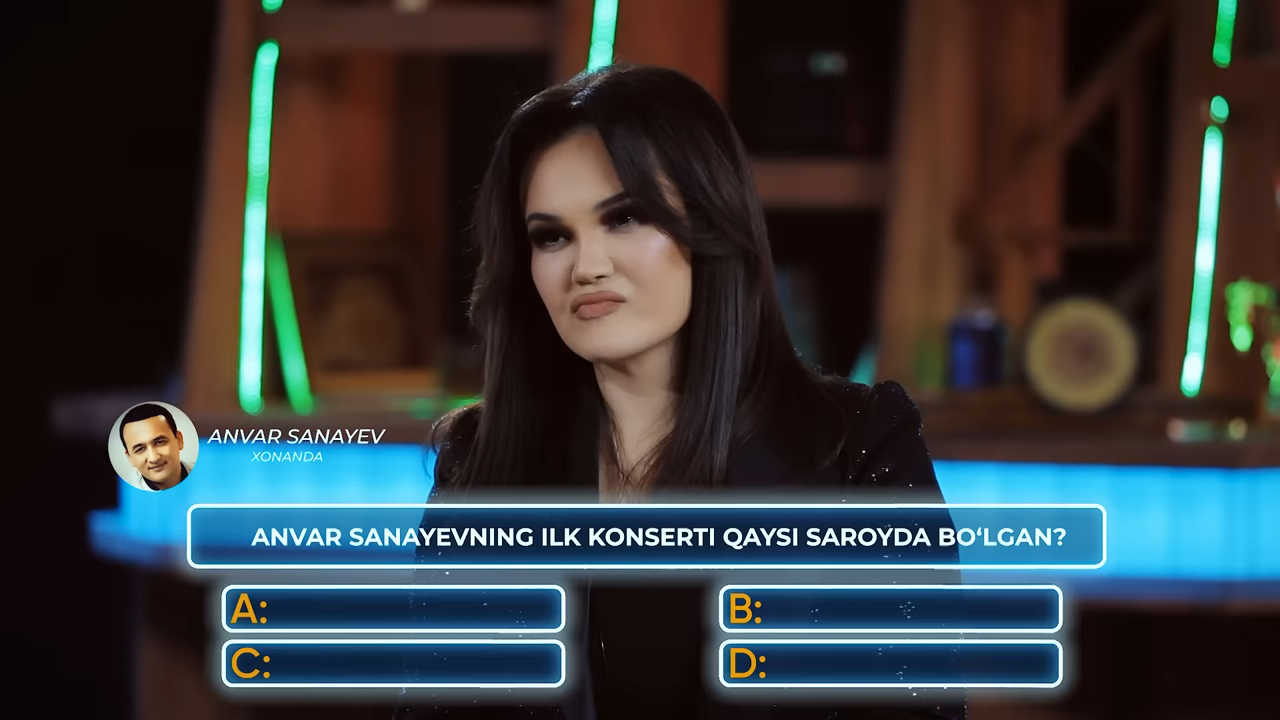 ANVAR SANAYEV
XONANDA
ANVAR SANAYEVNING ILK KONSERTI QAYSI SAROYDA BO‘LGAN?
A:
B:
C:
D: